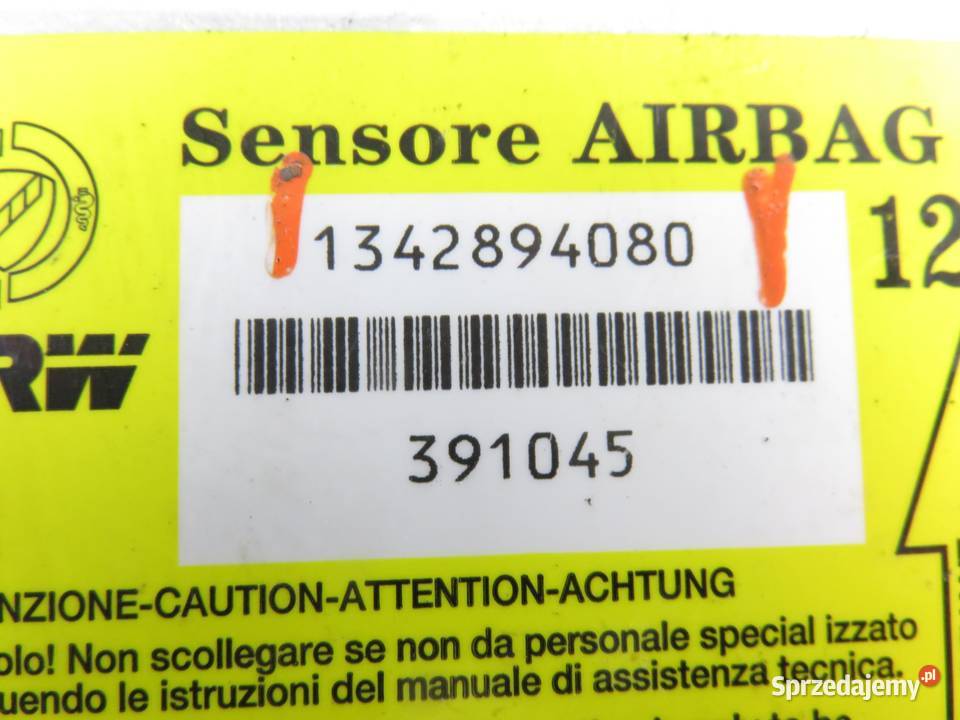 Sensore AIRBAG
1342894080
12
RW
391045
NZIONE-CAUTION-ATTENTION-ACHTUNG
olo! Non scollegare se non da personale special izzato
uendo le istruzioni del manuale di assistenza tecnica.
Sprzedajemy.pl